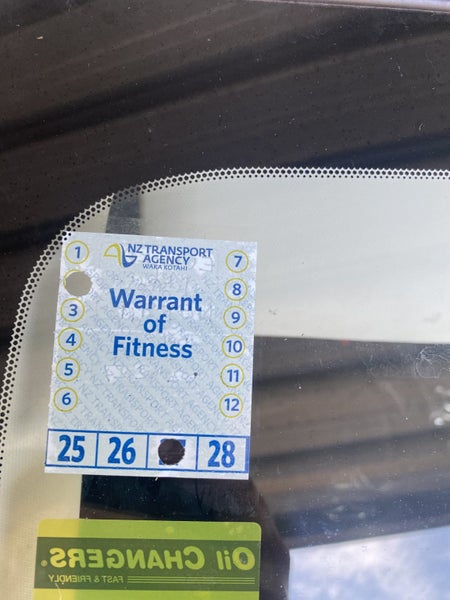 NZ TRANSPORT
AGENCY
WAKA KOTAHI
1
3
4
5
6
7
8
9
10
11
12
Warrant
of
Fitness
25 26 28
Oil CHANGERS.
FAST & FRIENDLY